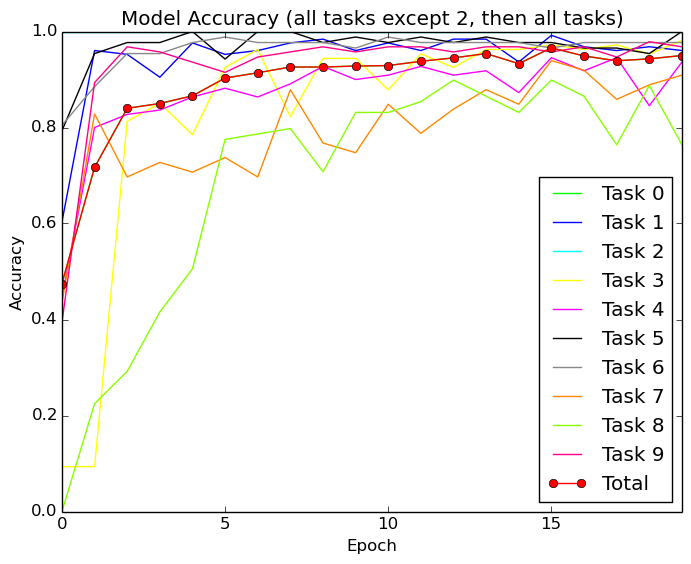 Model Accuracy (all tasks except 2, then all tasks)
1.0
0.8
0.6
0.4
0.2
0.0
Accuracy
0
5
10
15
Epoch
Task 0
Task 1
Task 2
Task 3
Task 4
Task 5
Task 6
Task 7
Task 8
Task 9
Total